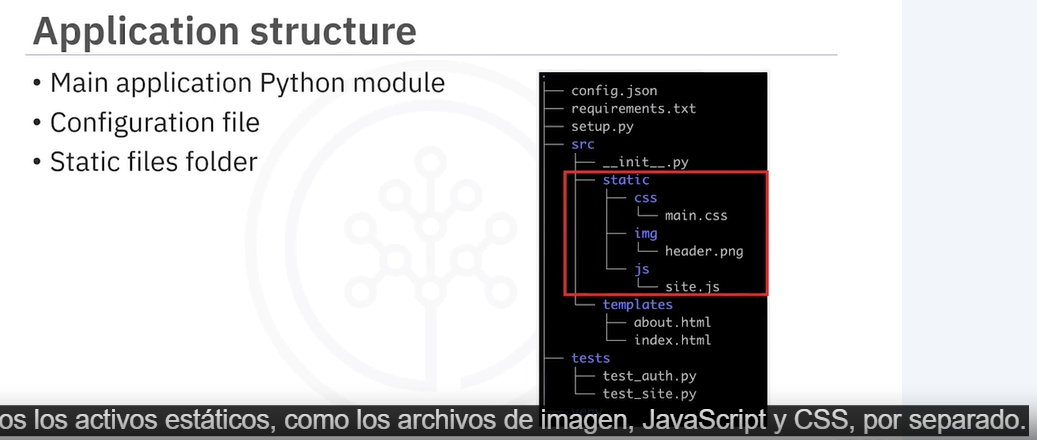 Application structure
• Main application Python module
• Configuration file
• Static files folder
config.json
requirements.txt
setup.py
src
__init__.py
static
css
main.css
img
header.png
js
site.js
templates
about.html
index.html
tests
test_auth.py
test_site.py
os los activos estáticos, como los archivos de imagen, JavaScript y CSS, por separado.